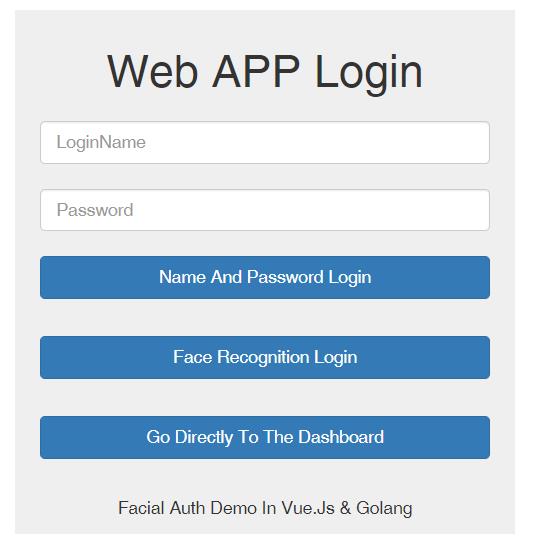 Web APP Login
LoginName
Password
Name And Password Login
Face Recognition Login
Go Directly To The Dashboard
Facial Auth Demo In Vue.Js & Golang